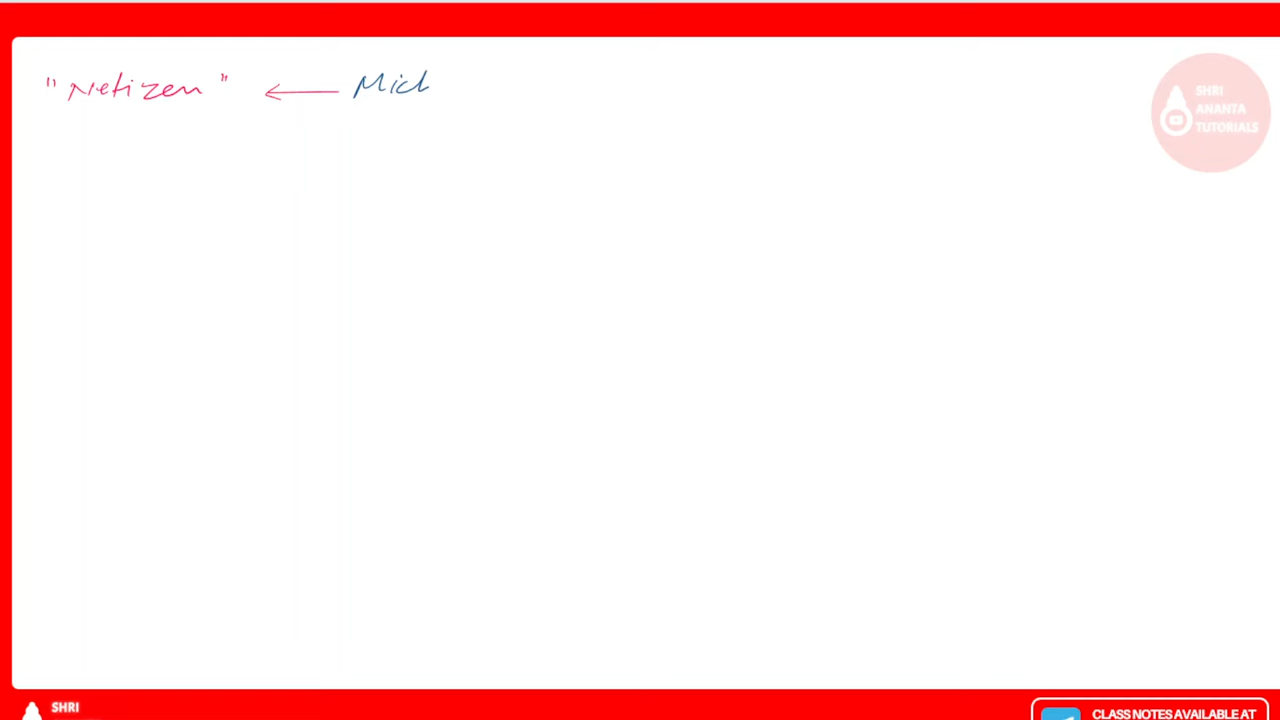 "Netizen" ← Mich
SHRI
ANANTA
TUTORIALS
SHRI
CLASS NOTES AVAILABLE AT